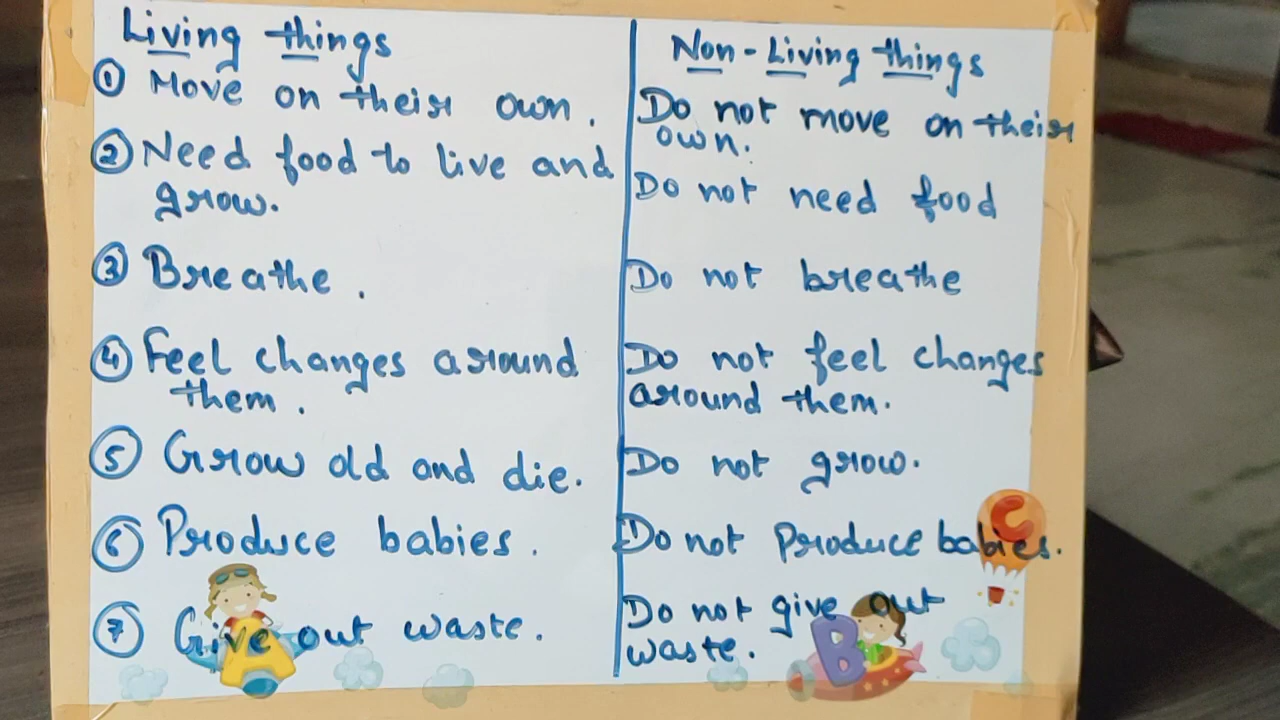 Living things
① Move on their own.
② Need food to live and
grow.
③ Breathe.
④ Feel changes around
them.
⑤ Grow old and die.
⑥ Produce babies.
⑦ Give out waste.
Non-Living things
Do not move on their
own.
Do not need food
Do not breathe
Do not feel changes
around them.
Do not grow.
Do not produce babies.
Do not give out
waste.
C
B